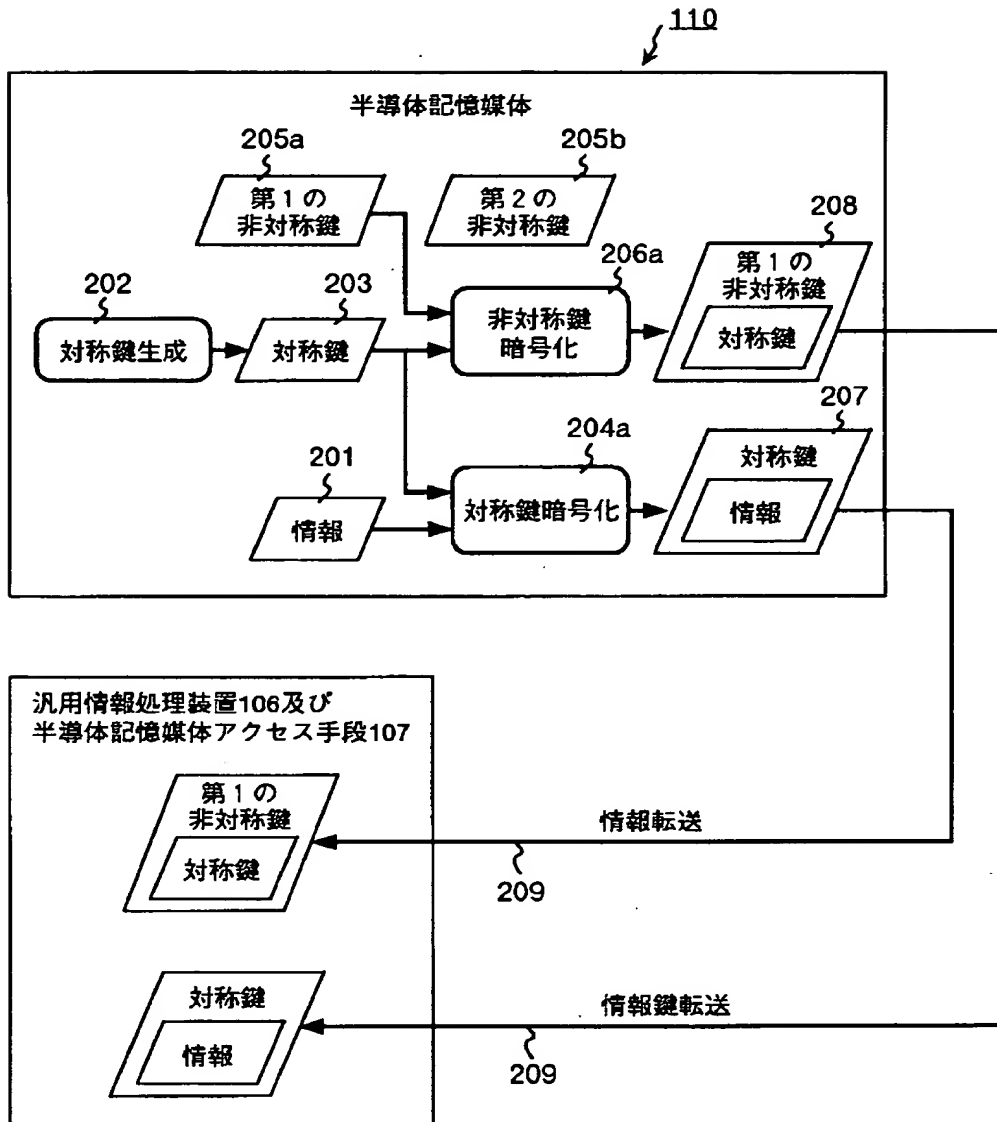 110
半導体記憶媒体
205a
205b
第1の
非対称鍵
第2の
非対称鍵
208
206a
第1の
非対称鍵
対称鍵
202
203
対称鍵生成
対称鍵
非対称鍵
暗号化
207
204a
対称鍵
情報
201
情報
対称鍵暗号化
汎用情報処理装置106及び
半導体記憶媒体アクセス手段107
第1の
非対称鍵
対称鍵
情報転送
209
対称鍵
情報
情報鍵転送
209